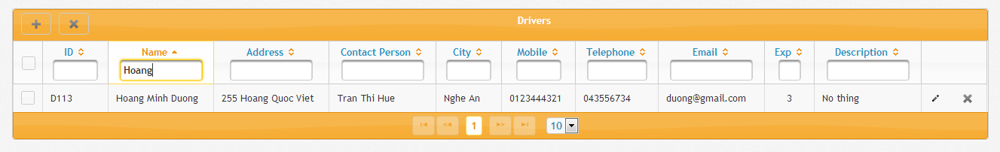 Drivers
ID Name Address Contact Person City Mobile Telephone Email Exp Description
Hoang
D113 Hoang Minh Duong 255 Hoang Quoc Viet Tran Thi Hue Nghe An 0123444321 043556734 duong@gmail.com 3 No thing
1 10